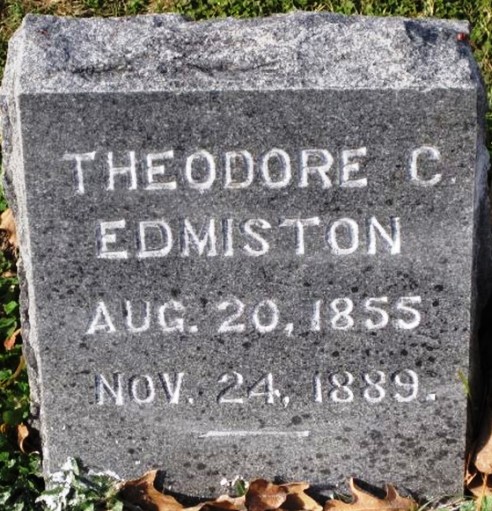 THEODORE C.
EDMISTON
AUG. 20, 1855
NOV. 24, 1889.